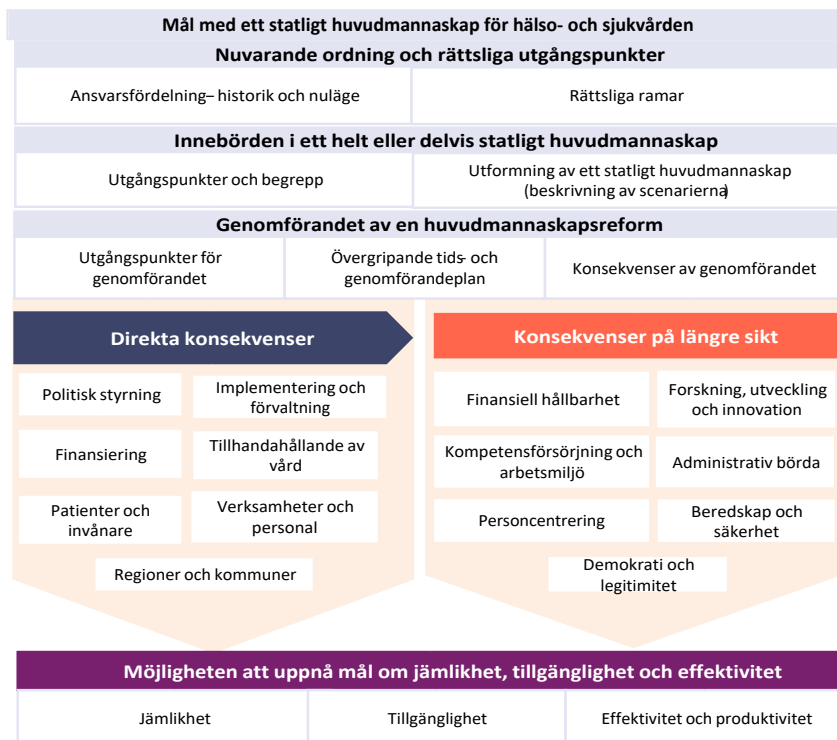 Mål med ett statligt huvudmannaskap för hälso- och sjukvården
Nuvarande ordning och rättsliga utgångspunkter
Ansvarsfördelning– historik och nuläge
Rättsliga ramar
Innebörden i ett helt eller delvis statligt huvudmannaskap
Utgångspunkter och begrepp
Utformning av ett statligt huvudmannaskap
(beskrivning av scenarierna)
Genomförandet av en huvudmannaskapsreform
Utgångspunkter för
genomförandet
Övergripande tids- och
genomförandeplan
Konsekvenser av genomförandet
Direkta konsekvenser
Politisk styrning
Implementering och
förvaltning
Finansiering
Tillhandahållande av
vård
Patienter och
invånare
Verksamheter och
personal
Regioner och kommuner
Konsekvenser på längre sikt
Finansiell hållbarhet
Forskning, utveckling
och innovation
Kompetensförsörjning och
arbetsmiljö
Administrativ börda
Personcentrering
Beredskap och
säkerhet
Demokrati och
legitimitet
Möjligheten att uppnå mål om jämlikhet, tillgänglighet och effektivitet
Jämlikhet
Tillgänglighet
Effektivitet och produktivitet